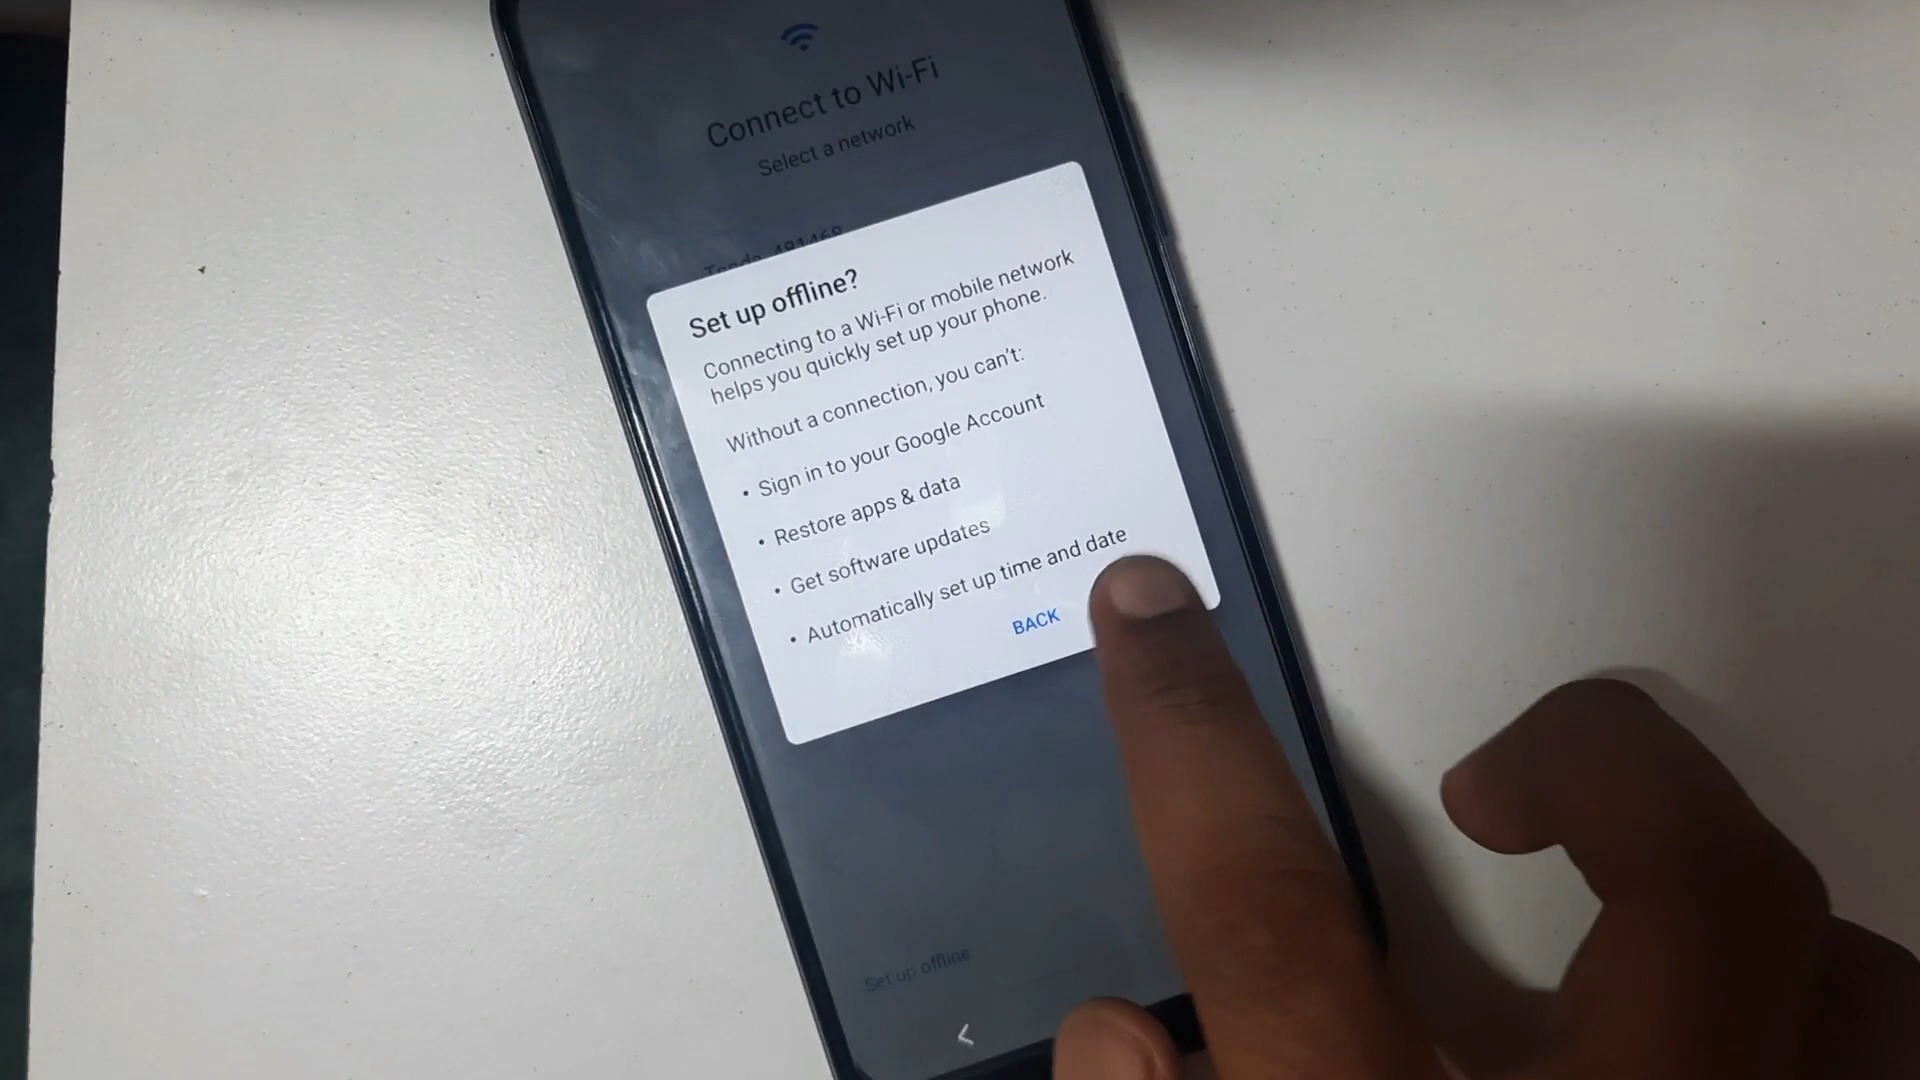 Connect to Wi-Fi
Select a network
Tenda_481468
Set up offline?
Connecting to a Wi-Fi or mobile network
helps you quickly set up your phone.
Without a connection, you can't:
• Sign in to your Google Account
• Restore apps & data
• Get software updates
• Automatically set up time and date
BACK
Set up offline